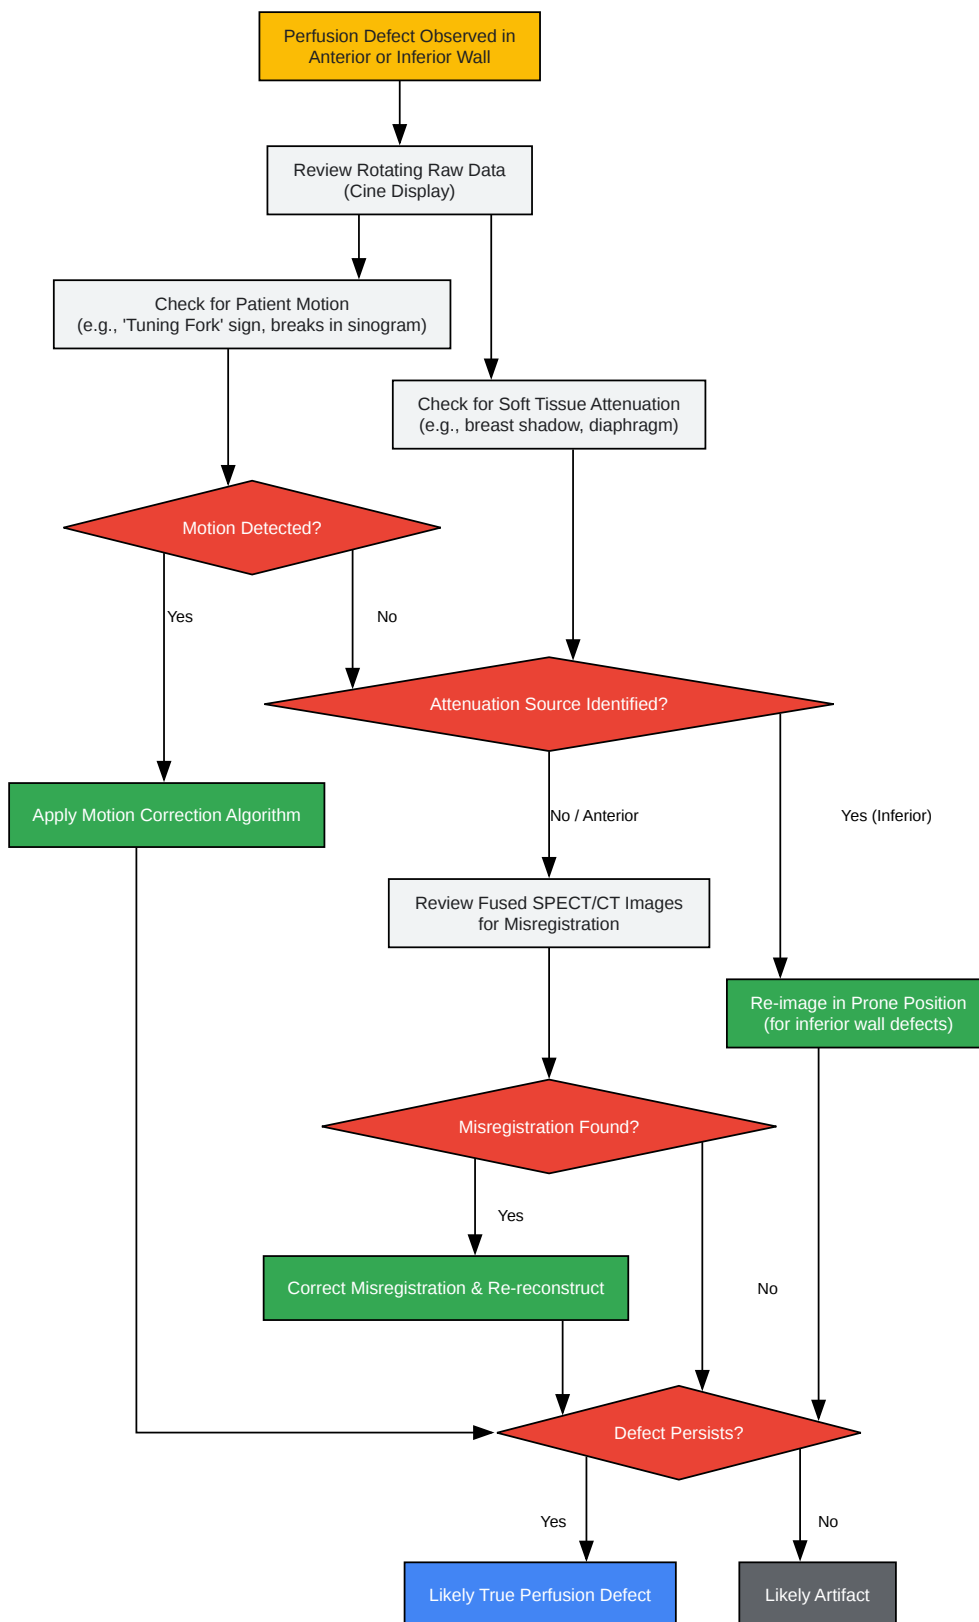 Perfusion Defect Observed in
Anterior or Inferior Wall
Review Rotating Raw Data
(Cine Display)
Check for Patient Motion
(e.g., 'Tuning Fork' sign, breaks in sinogram)
Check for Soft Tissue Attenuation
(e.g., breast shadow, diaphragm)
Motion Detected?
Yes
No
Attenuation Source Identified?
Apply Motion Correction Algorithm
No / Anterior
Yes (Inferior)
Review Fused SPECT/CT Images
for Misregistration
Re-image in Prone Position
(for inferior wall defects)
Misregistration Found?
Yes
Correct Misregistration & Re-reconstruct
No
Defect Persists?
Yes
No
Likely True Perfusion Defect
Likely Artifact